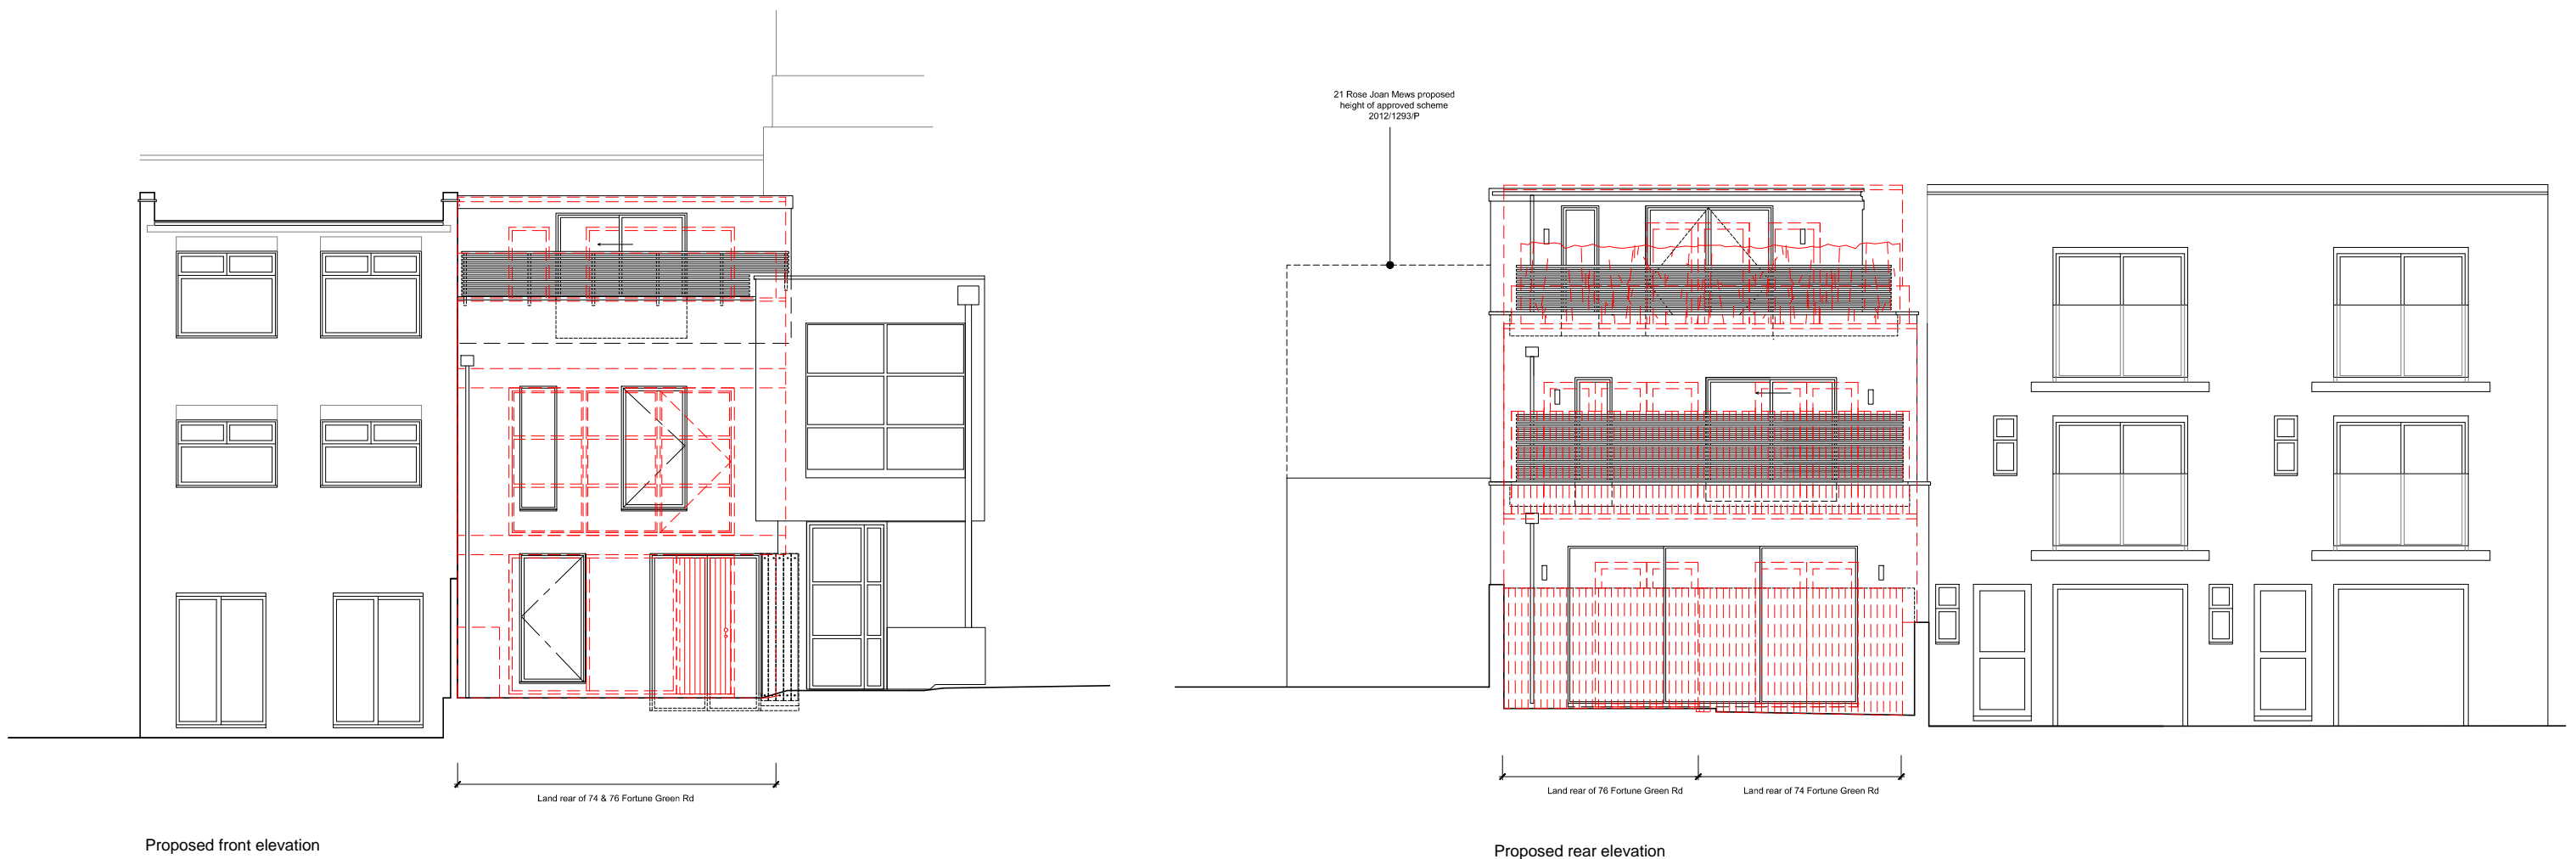 21 Rose Joan Mews proposed
height of approved scheme
2012/1293/P
Land rear of 74 & 76 Fortune Green Rd
Land rear of 76 Fortune Green Rd
Land rear of 74 Fortune Green Rd
Proposed front elevation
Proposed rear elevation